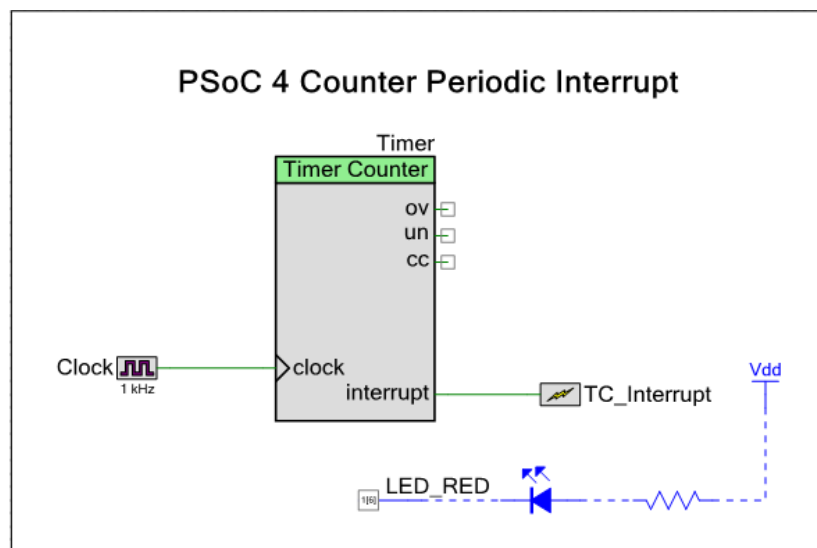 PSoC 4 Counter Periodic Interrupt
Timer
Timer Counter
ov
un
cc
Clock
1 kHz
clock
interrupt
TC_Interrupt
Vdd
1[6]
LED_RED